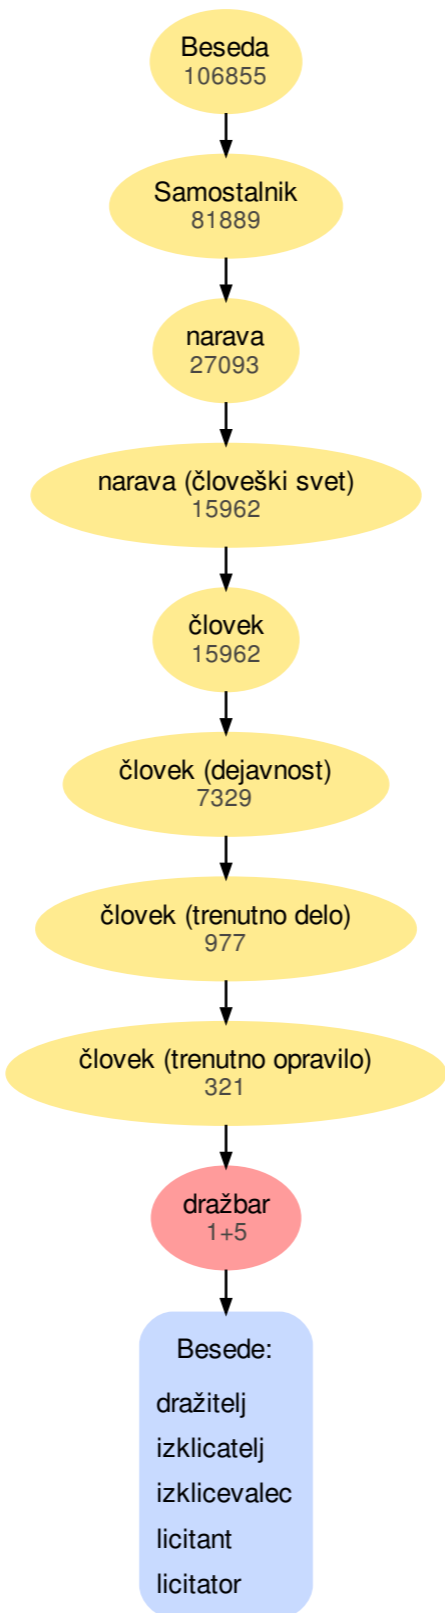 Beseda
106855
Samostalnik
81889
narava
27093
narava (človeški svet)
15962
človek
15962
človek (dejavnost)
7329
človek (trenutno delo)
977
človek (trenutno opravilo)
321
dražbar
1+5
Besede:
dražitelj
izklicatelj
izklicevalec
licitant
licitator